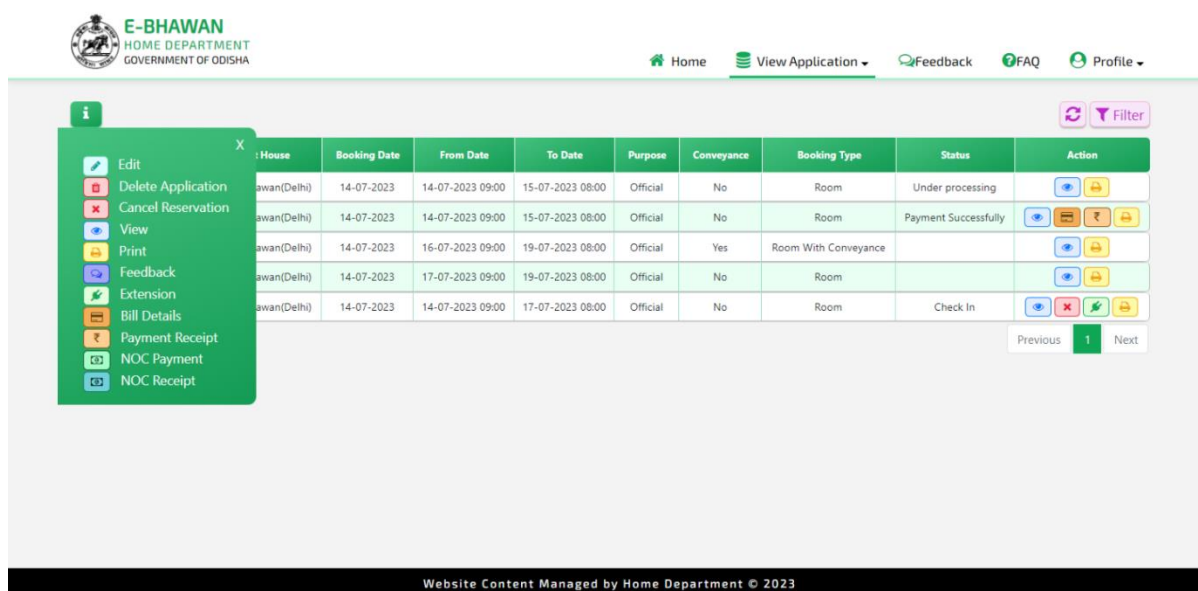 E-BHAWAN
HOME DEPARTMENT
GOVERNMENT OF ODISHA
Home View Application Feedback FAQ Profile
Filter
X
Edit
Delete Application
Cancel Reservation
View
Print
Feedback
Extension
Bill Details
Payment Receipt
NOC Payment
NOC Receipt
House Booking Date From Date To Date Purpose Conveyance Booking Type Status Action
awan(Delhi) 14-07-2023 14-07-2023 09:00 15-07-2023 08:00 Official No Room Under processing
awan(Delhi) 14-07-2023 14-07-2023 09:00 15-07-2023 08:00 Official No Room Payment Successfully
awan(Delhi) 14-07-2023 16-07-2023 09:00 19-07-2023 08:00 Official Yes Room With Conveyance
awan(Delhi) 14-07-2023 17-07-2023 09:00 19-07-2023 08:00 Official No Room
awan(Delhi) 14-07-2023 14-07-2023 09:00 17-07-2023 08:00 Official No Room Check In
Previous 1 Next
Website Content Managed by Home Department © 2023